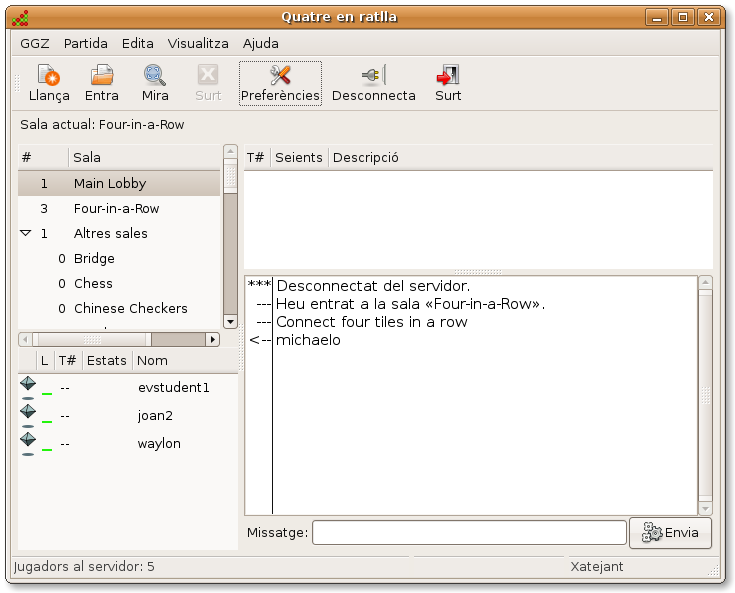 Quatre en ratlla
GGZ Partida Edita Visualitza Ajuda
Llança Entra Mira Surt Preferències Desconnecta Surt
Sala actual: Four-in-a-Row
# Sala
1 Main Lobby
3 Four-in-a-Row
1 Altres sales
0 Bridge
0 Chess
0 Chinese Checkers
L T# Estats Nom
-- evstudent1
-- joan2
-- waylon
T# Seients Descripció
*** Desconnectat del servidor.
--- Heu entrat a la sala «Four-in-a-Row».
--- Connect four tiles in a row
<-- michaelo
Missatge: Envia
Jugadors al servidor: 5 Xatejant